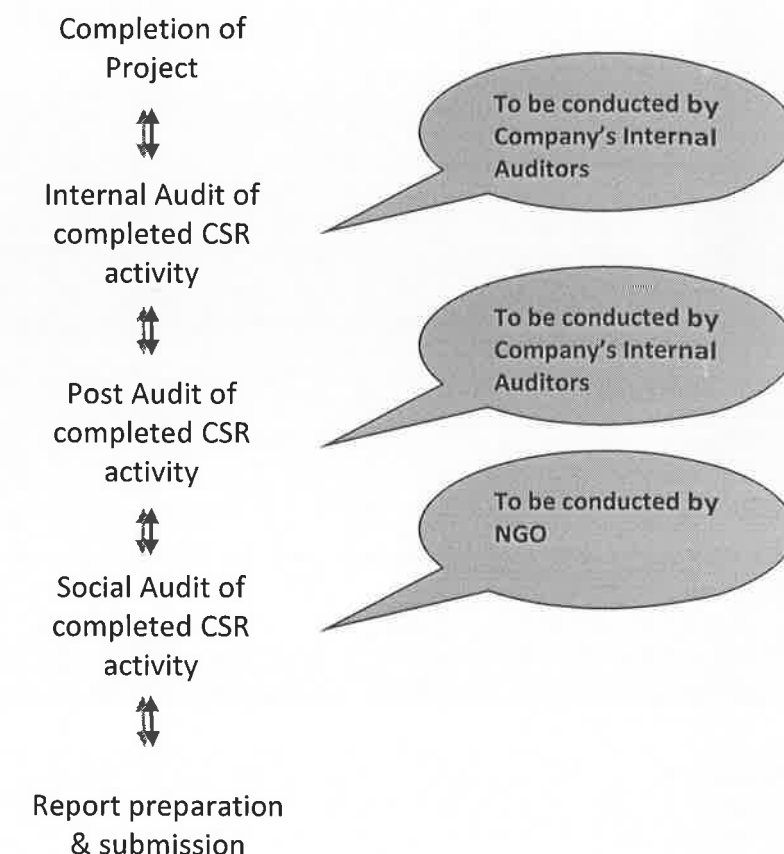 Completion of
Project
To be conducted by
Company's Internal
Auditors
Internal Audit of
completed CSR
activity
To be conducted by
Company's Internal
Auditors
Post Audit of
completed CSR
activity
To be conducted by
NGO
Social Audit of
completed CSR
activity
Report preparation
& submission